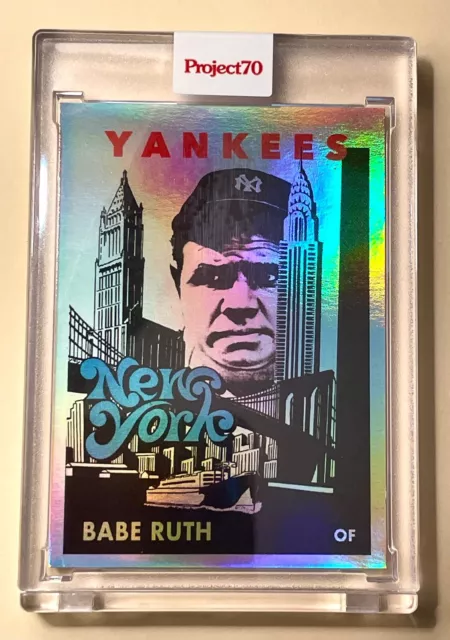 Project70
YANKEES
NY
New
York
BABE RUTH
OF